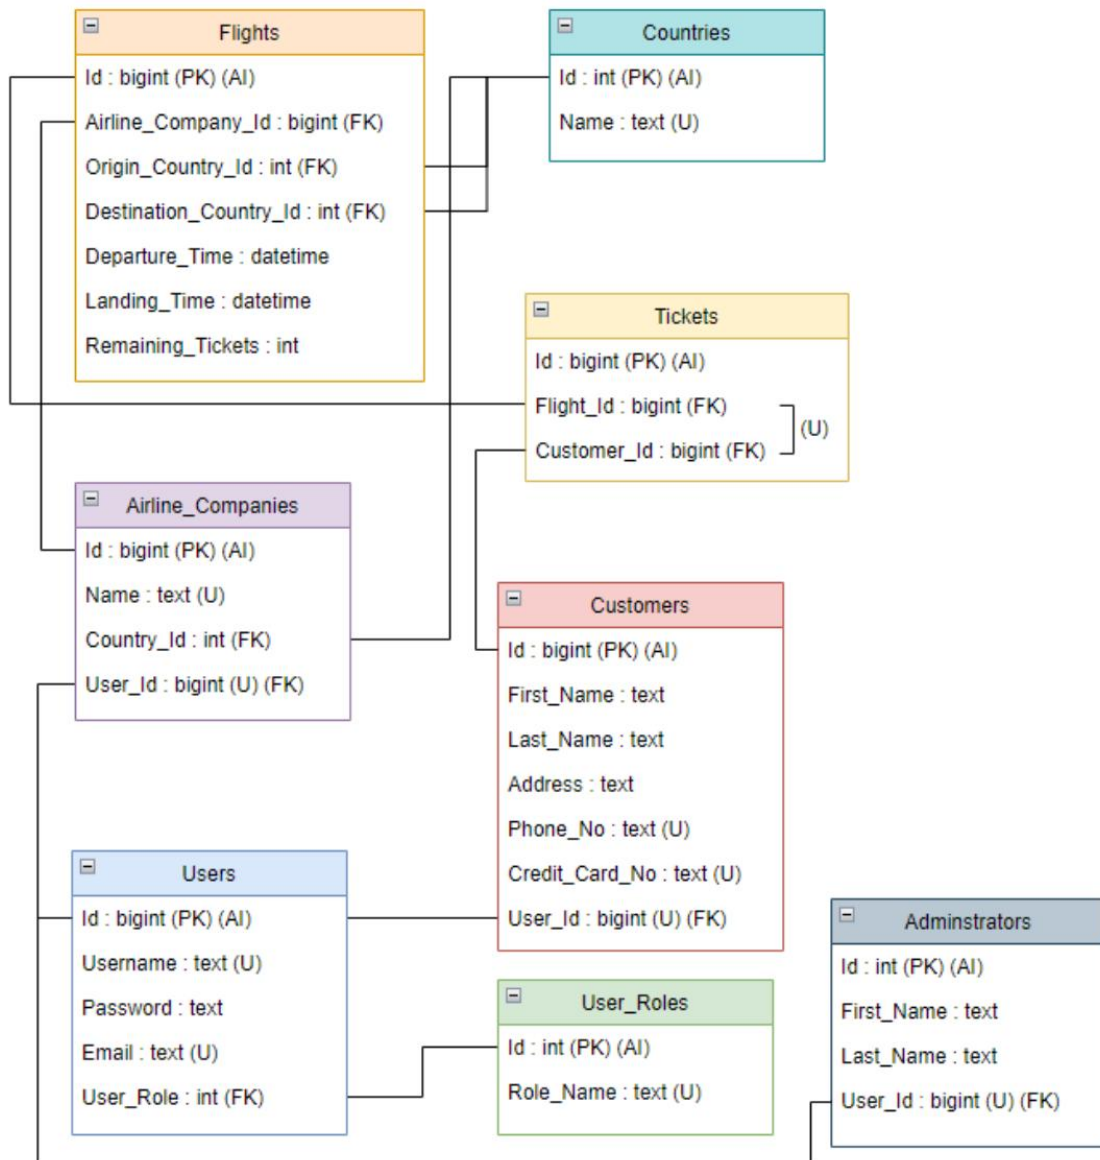 Flights
Id : bigint (PK) (AI)
Airline_Company_Id : bigint (FK)
Origin_Country_Id : int (FK)
Destination_Country_Id : int (FK)
Departure_Time : datetime
Landing_Time : datetime
Remaining_Tickets : int
Countries
Id : int (PK) (AI)
Name : text (U)
Tickets
Id : bigint (PK) (AI)
Flight_Id : bigint (FK)
Customer_Id : bigint (FK)
(U)
Airline_Companies
Id : bigint (PK) (AI)
Name : text (U)
Country_Id : int (FK)
User_Id : bigint (U) (FK)
Customers
Id : bigint (PK) (AI)
First_Name : text
Last_Name : text
Address : text
Phone_No : text (U)
Credit_Card_No : text (U)
User_Id : bigint (U) (FK)
Users
Id : bigint (PK) (AI)
Username : text (U)
Password : text
Email : text (U)
User_Role : int (FK)
User_Roles
Id : int (PK) (AI)
Role_Name : text (U)
Adminstrators
Id : int (PK) (AI)
First_Name : text
Last_Name : text
User_Id : bigint (U) (FK)